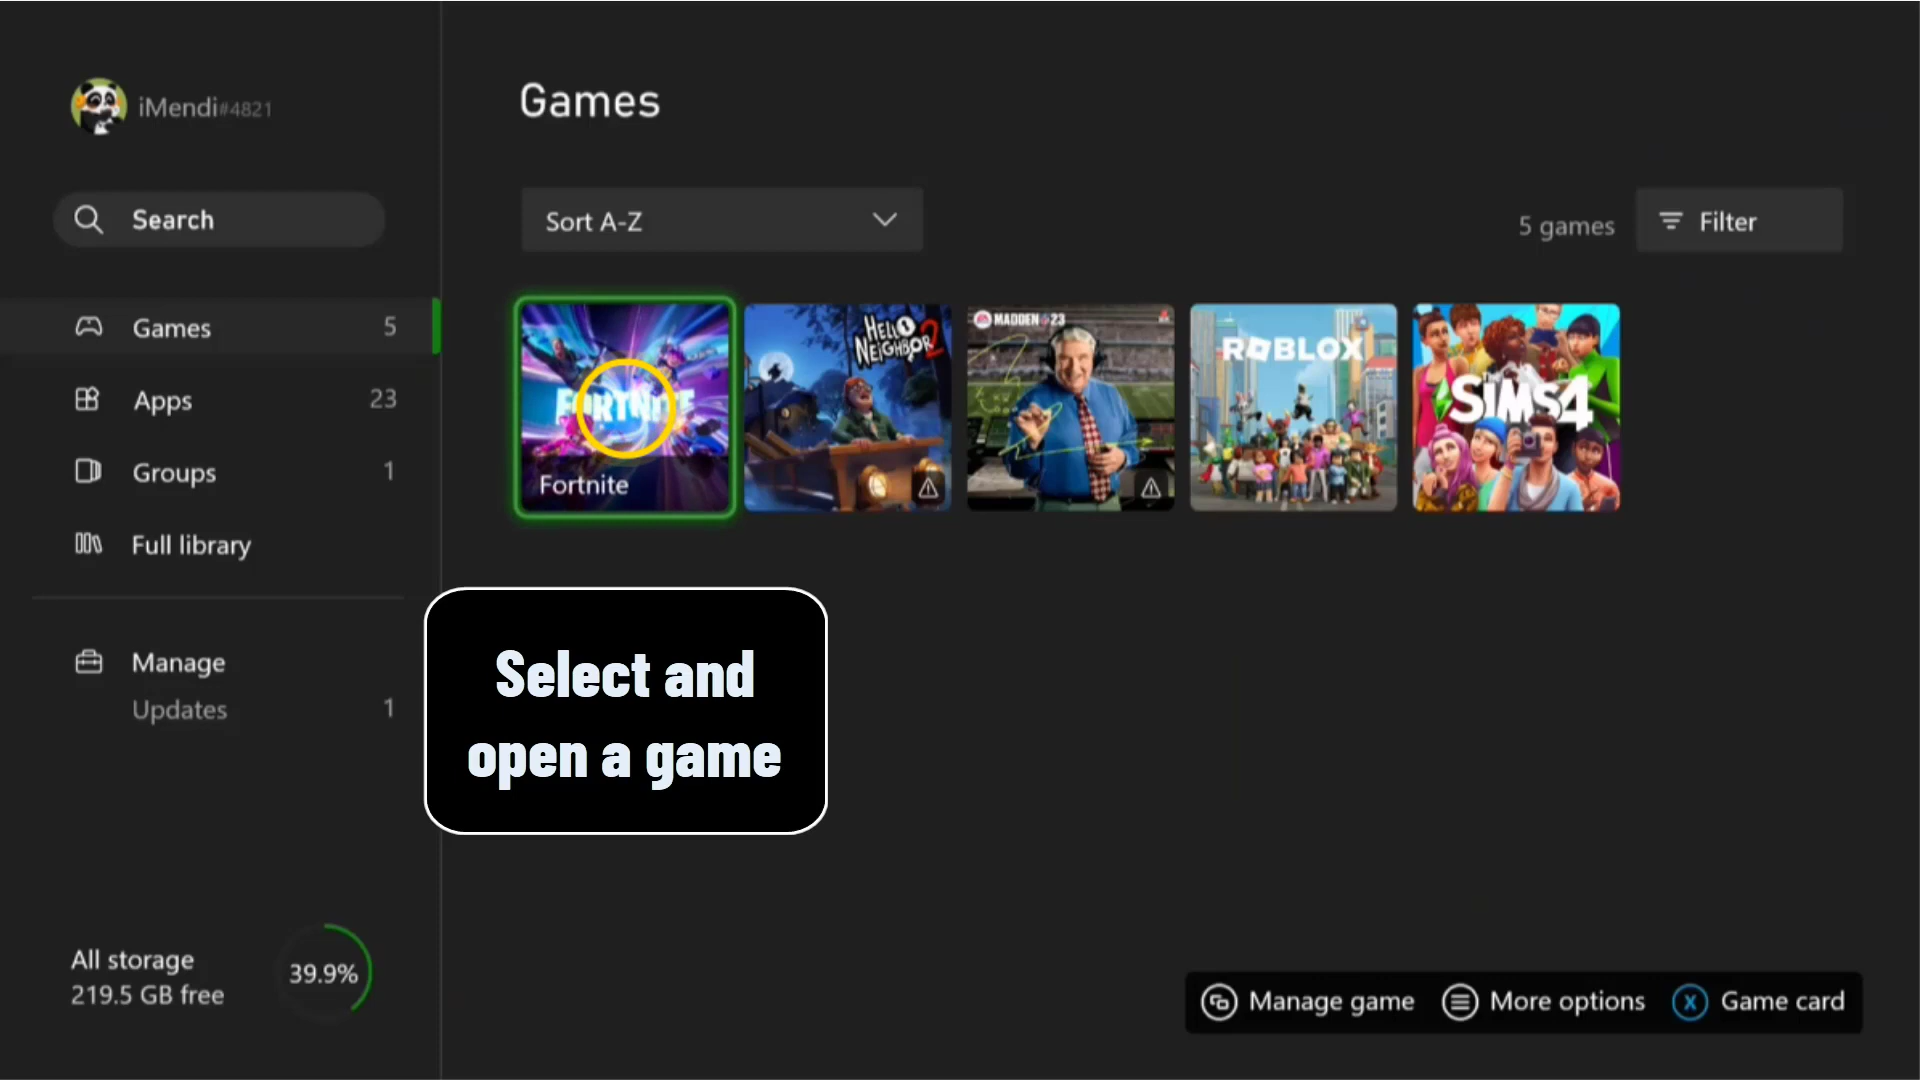 iMendi#4821
Search
Games 5
Apps 23
Groups 1
Full library
Manage
Updates 1
All storage
219.5 GB free
39.9%
Games
Sort A-Z
5 games
Filter
FORTNITE
Fortnite
HELLO
NEIGHBOR 2
MADDEN 23
ROBLOX
SIMS4
Select and
open a game
Manage game
More options
X Game card